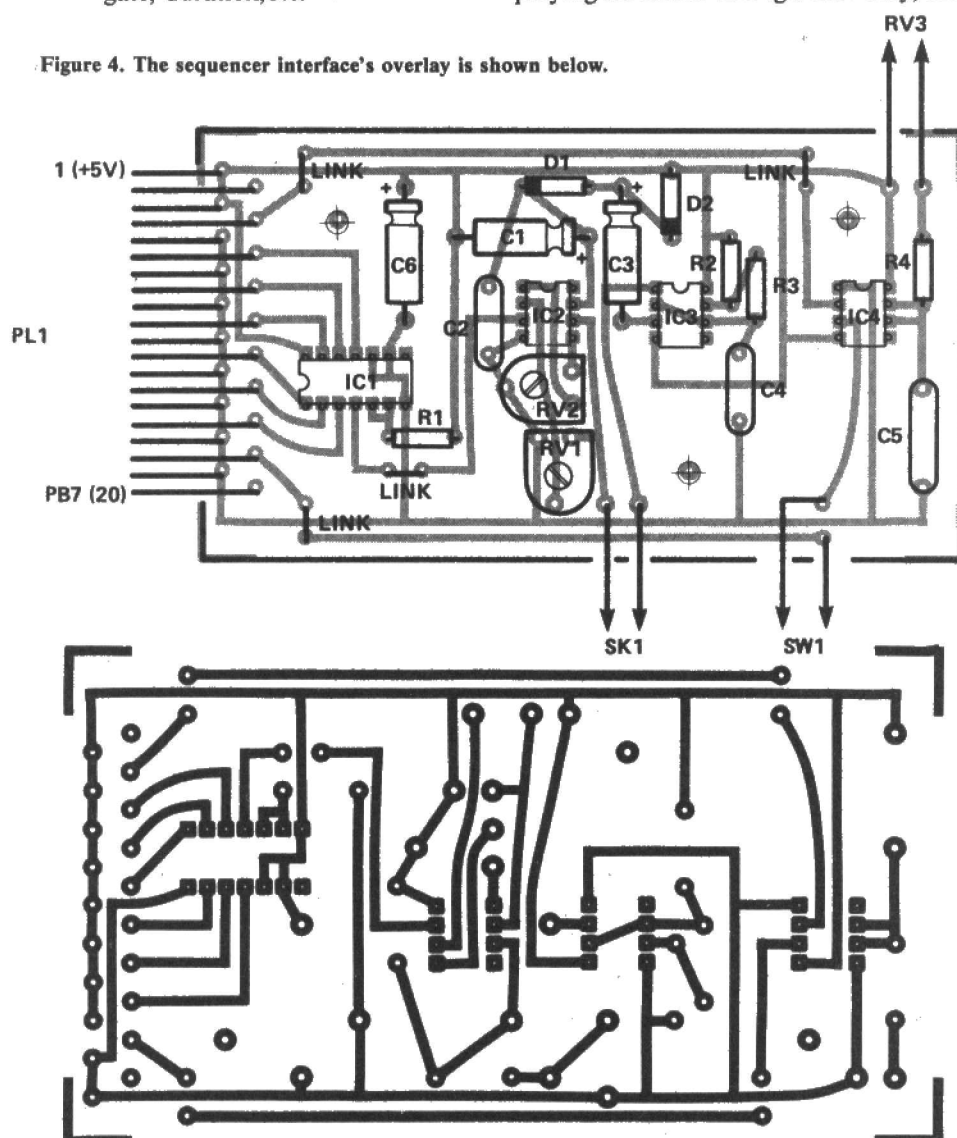 RV3
Figure 4. The sequencer interface's overlay is shown below.
1 (+5V)
LINK
D1
LINK
+
+
D2
C1
C6
C3
R2
R4
+
R3
C2
IC2
IC3
IC4
PL1
IC1
RV2
C4
R1
RV1
C5
LINK
PB7 (20)
LINK
SK1
SW1